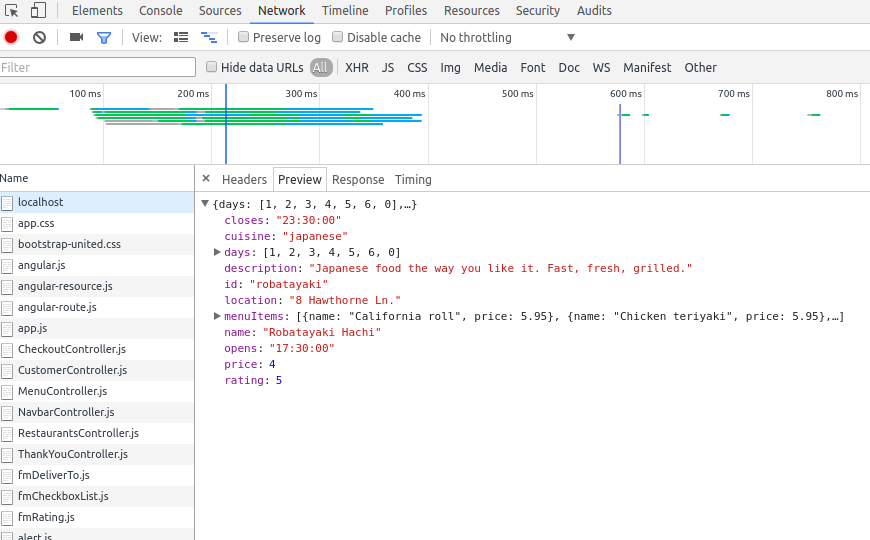 Elements Console Sources Network Timeline Profiles Resources Security Audits
View: Preserve log Disable cache No throttling
Filter Hide data URLs All XHR JS CSS Img Media Font Doc WS Manifest Other
100 ms 200 ms 300 ms 400 ms 500 ms 600 ms 700 ms 800 ms
Name
× Headers Preview Response Timing
localhost
app.css
bootstrap-united.css
angular.js
angular-resource.js
angular-route.js
app.js
CheckoutController.js
CustomerController.js
MenuController.js
NavbarController.js
RestaurantsController.js
ThankYouController.js
fmDeliverTo.js
fmCheckboxList.js
fmRating.js
alert.js
{days: [1, 2, 3, 4, 5, 6, 0],…}
closes: "23:30:00"
cuisine: "japanese"
days: [1, 2, 3, 4, 5, 6, 0]
description: "Japanese food the way you like it. Fast, fresh, grilled."
id: "robatayaki"
location: "8 Hawthorne Ln."
menuItems: [{name: "California roll", price: 5.95}, {name: "Chicken teriyaki", price: 5.95},…]
name: "Robatayaki Hachi"
opens: "17:30:00"
price: 4
rating: 5